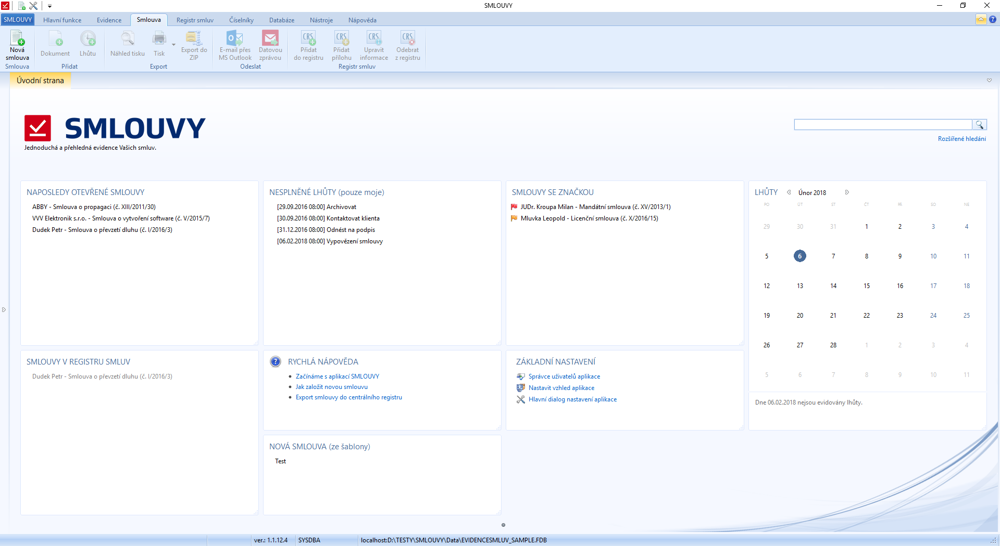 SMLOUVY
SMLOUVY Hlavní funkce Evidence Smlouva Registr smluv Číselníky Databáze Nástroje Nápověda
Nová smlouva
Smlouva
Dokument
Lhůtu
Přidat
Náhled tisku
Tisk
Export do ZIP
Export
E-mail přes MS Outlook
Datovou zprávou
Odeslat
CRS
Přidat do registru
CRS
Přidat přílohu
CRS
Upravit informace
CRS
Odebrat z registru
Registr smluv
Úvodní strana
SMLOUVY
Jednoduchá a přehledná evidence Vašich smluv.
Rozšířené hledání
NAPOSLEDY OTEVŘENÉ SMLOUVY
ABBY - Smlouva o propagaci (č. XIII/2011/30)
VVV Elektronik s.r.o. - Smlouva o vytvoření software (č. V/2015/7)
Dudek Petr - Smlouva o převzetí dluhu (č. I/2016/3)
NESPLNĚNÉ LHŮTY (pouze moje)
[29.09.2016 08:00] Archivovat
[30.09.2016 08:00] Kontaktovat klienta
[31.12.2016 08:00] Odnést na podpis
[06.02.2018 08:00] Vypovězení smlouvy
SMLOUVY SE ZNAČKOU
JUDr. Kroupa Milan - Mandátní smlouva (č. XV/2013/1)
Mluvka Leopold - Licenční smlouva (č. X/2016/15)
LHŮTY Únor 2018
PO ÚT ST ČT PÁ SO NE
29 30 31 1 2 3 4
5 6 7 8 9 10 11
12 13 14 15 16 17 18
19 20 21 22 23 24 25
26 27 28 1 2 3 4
5 6 7 8 9 10 11
Dne 06.02.2018 nejsou evidovány lhůty.
SMLOUVY V REGISTRU SMLUV
Dudek Petr - Smlouva o převzetí dluhu (č. I/2016/3)
RYCHLÁ NÁPOVĚDA
Začínáme s aplikací SMLOUVY
Jak založit novou smlouvu
Export smlouvy do centrálního registru
ZÁKLADNÍ NASTAVENÍ
Správce uživatelů aplikace
Nastavit vzhled aplikace
Hlavní dialog nastavení aplikace
NOVÁ SMLOUVA (ze šablony)
Test
ver.: 1.1.12.4 SYSDBA localhost:D:\TESTY\SMLOUVY\Data\EVIDENCESMLUV_SAMPLE.FDB